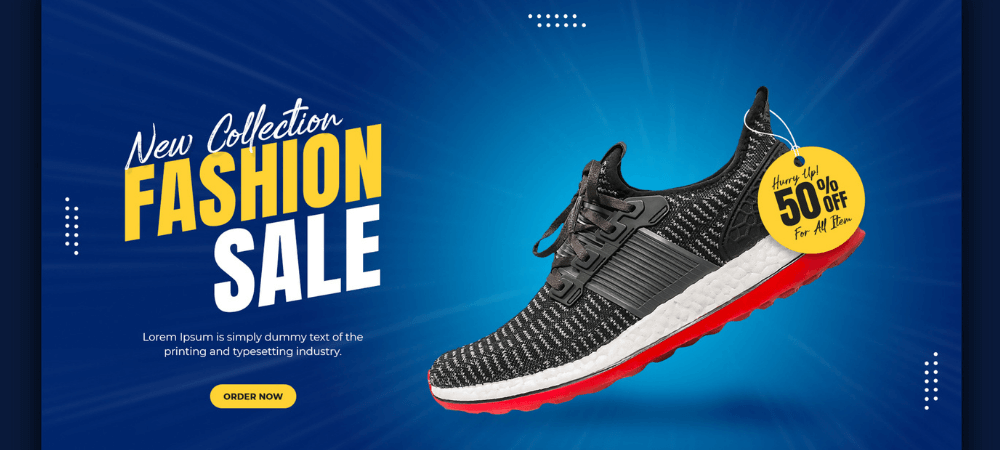 New Collection
FASHION
SALE
Lorem Ipsum is simply dummy text of the
printing and typesetting industry.
ORDER NOW
Hurry Up!
50% OFF
For All Item